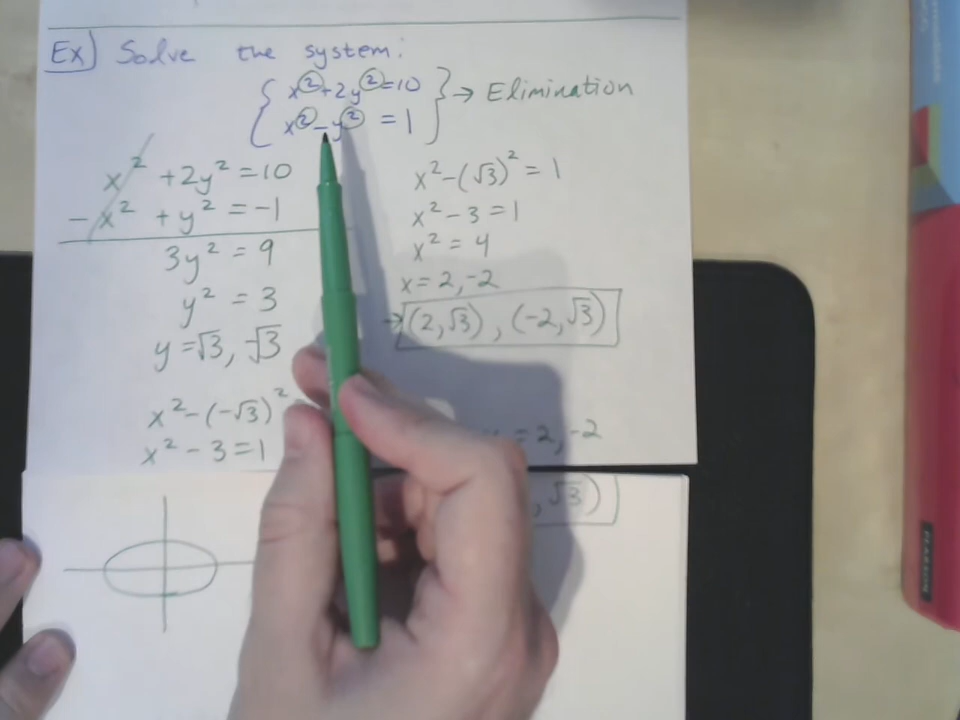 Ex) Solve the system:
{ x²+2y²=10 } → Elimination
{ x²-y² = 1
x² +2y² =10
- x² + y² = -1
3y² = 9
y² = 3
y =√3, -√3
x² - (-√3)²
x² - 3 =1
x² - (√3)² = 1
x² - 3 = 1
x² = 4
x = 2, -2
→ (2,√3) , (-2,√3)
= 2, -2
,√3)
PEARSON